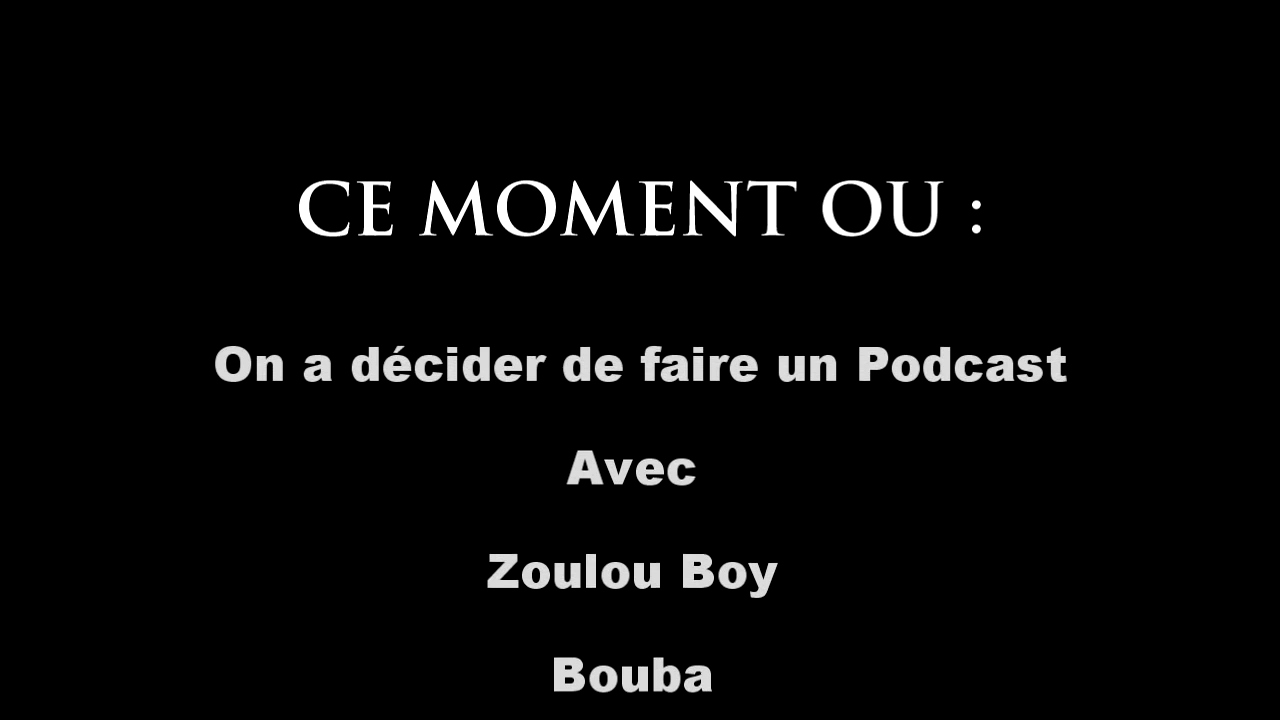 CE MOMENT OU :
On a décider de faire un Podcast
Avec
Zoulou Boy
Bouba